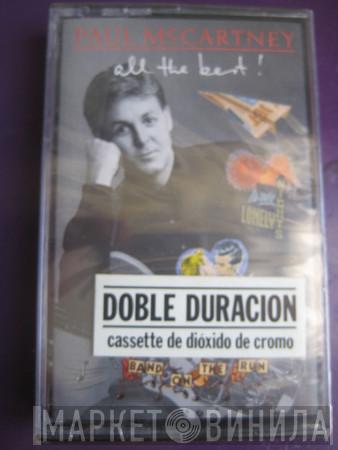 PAUL McCARTNEY
all the best!
LONELY
NIGHTS
DOBLE DURACION
cassette de dióxido de cromo
BAND ON THE RUN
МАРКЕТ ВИНИЛА